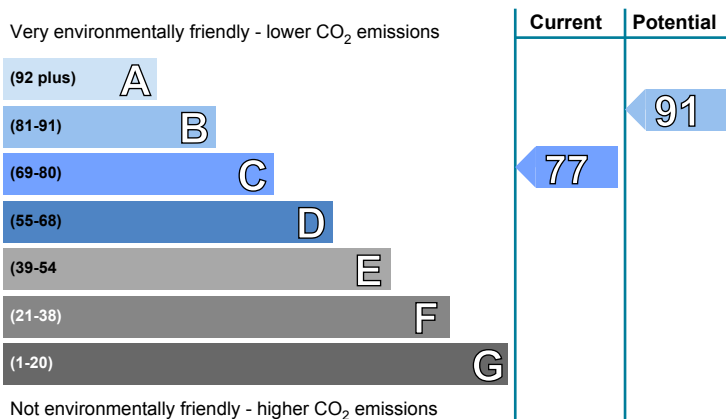 Very environmentally friendly - lower CO2 emissions
Current
Potential
(92 plus) A
(81-91) B
91
(69-80) C
77
(55-68) D
(39-54 E
(21-38) F
(1-20) G
Not environmentally friendly - higher CO2 emissions